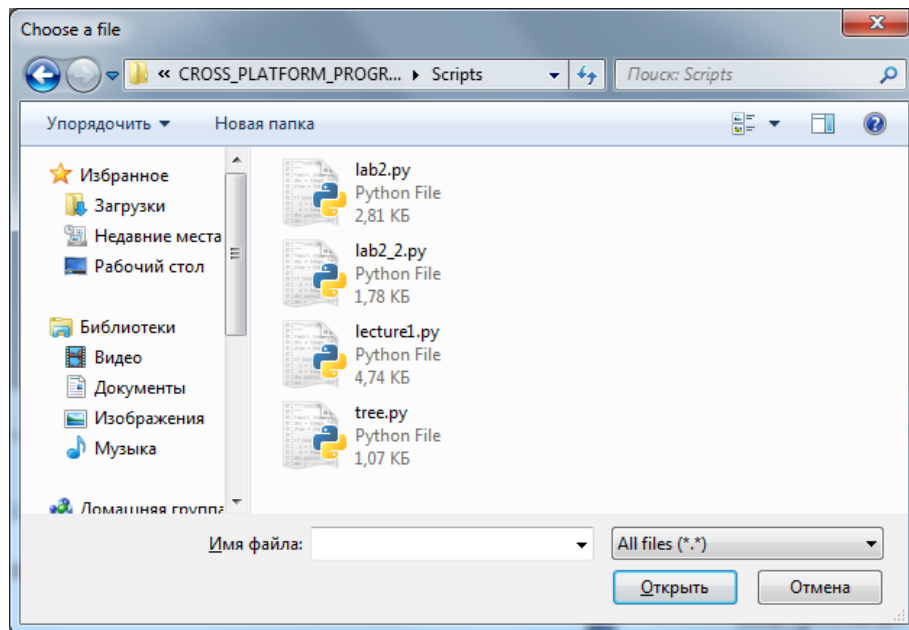 Choose a file
« CROSS_PLATFORM_PROGR... Scripts
Поиск: Scripts
Упорядочить Новая папка
Избранное
Загрузки
Недавние места
Рабочий стол
Библиотеки
Видео
Документы
Изображения
Музыка
Домашняя группа
lab2.py
Python File
2,81 КБ
lab2_2.py
Python File
1,78 КБ
lecture1.py
Python File
4,74 КБ
tree.py
Python File
1,07 КБ
Имя файла:
All files (*.*)
Открыть Отмена